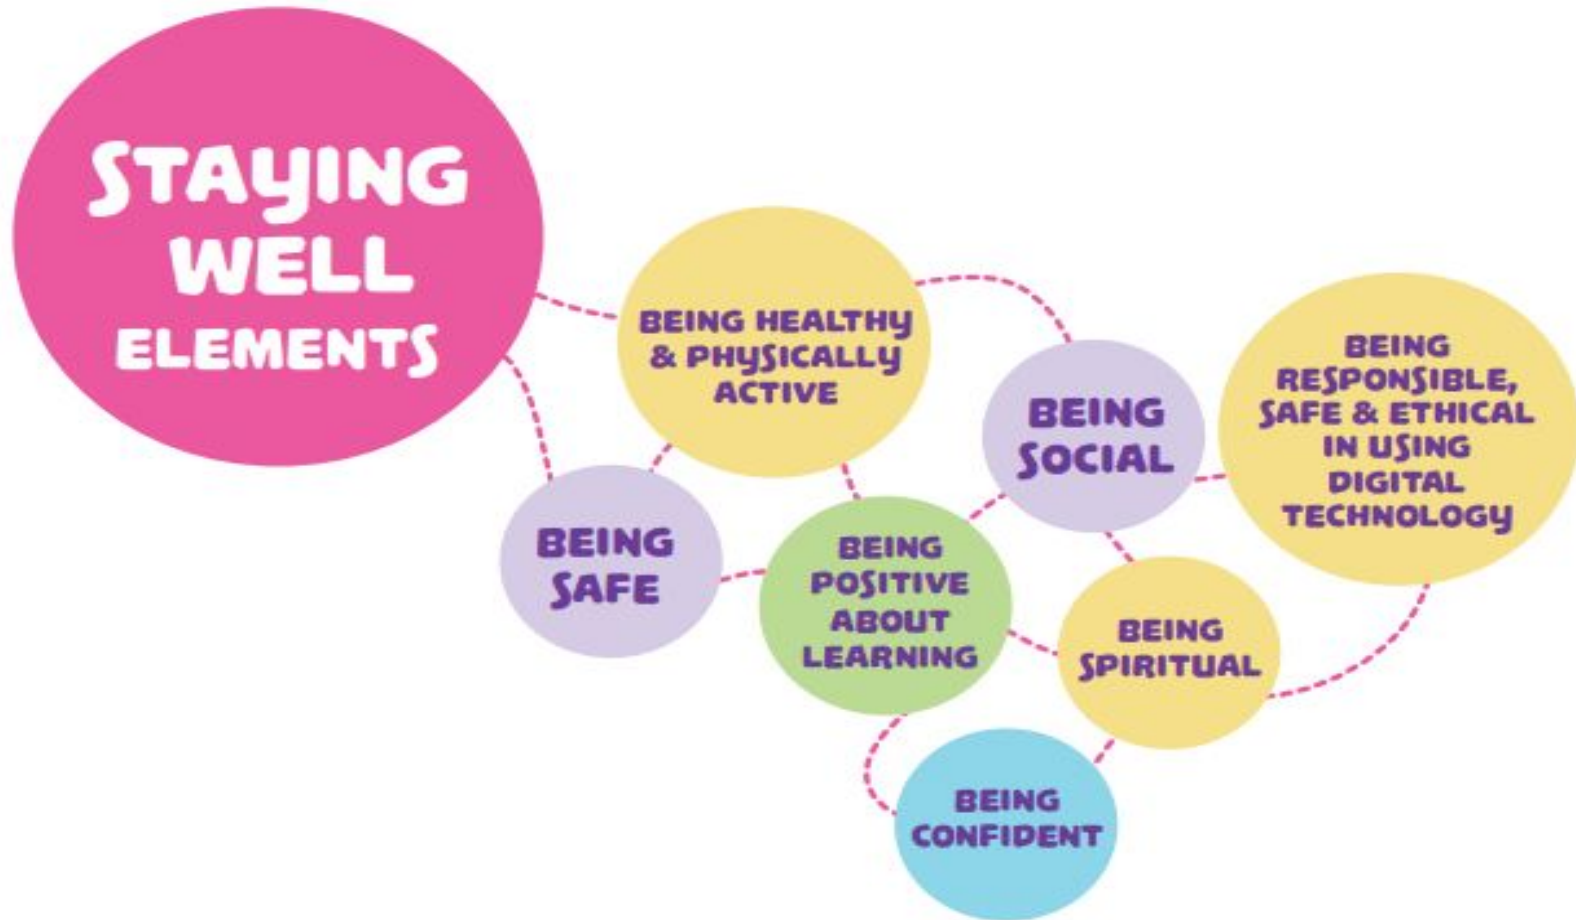 STAYING
WELL
ELEMENTS
BEING HEALTHY
& PHYSICALLY
ACTIVE
BEING
SAFE
BEING
POSITIVE
ABOUT
LEARNING
BEING
SOCIAL
BEING
RESPONSIBLE,
SAFE & ETHICAL
IN USING
DIGITAL
TECHNOLOGY
BEING
SPIRITUAL
BEING
CONFIDENT